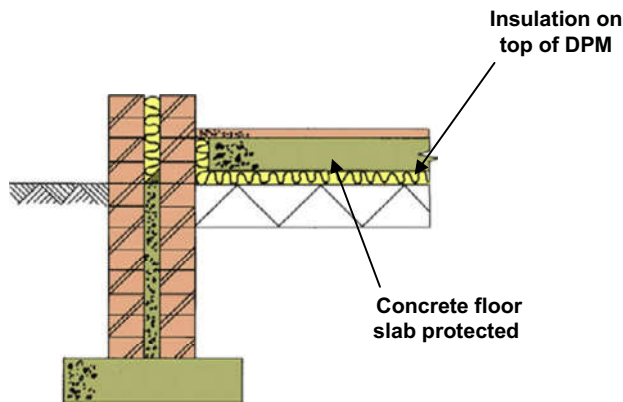 Insulation on
top of DPM
Concrete floor
slab protected